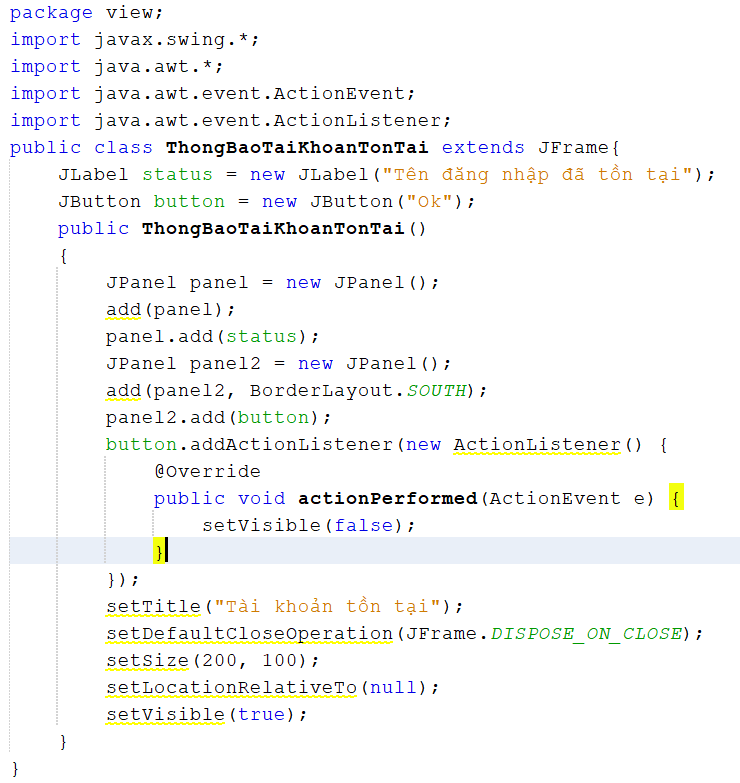 package view;
import javax.swing.*;
import java.awt.*;
import java.awt.event.ActionEvent;
import java.awt.event.ActionListener;
public class ThongBaoTaiKhoanTonTai extends JFrame{
    JLabel status = new JLabel("Tên đăng nhập đã tồn tại");
    JButton button = new JButton("Ok");
    public ThongBaoTaiKhoanTonTai()
    {
        JPanel panel = new JPanel();
        add(panel);
        panel.add(status);
        JPanel panel2 = new JPanel();
        add(panel2, BorderLayout.SOUTH);
        panel2.add(button);
        button.addActionListener(new ActionListener() {
            @Override
            public void actionPerformed(ActionEvent e) {
                setVisible(false);
            }
        });
        setTitle("Tài khoản tồn tại");
        setDefaultCloseOperation(JFrame.DISPOSE_ON_CLOSE);
        setSize(200, 100);
        setLocationRelativeTo(null);
        setVisible(true);
    }
}